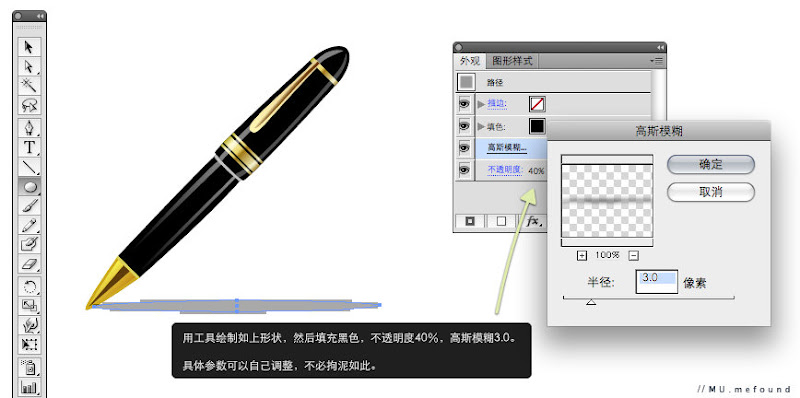 外观 图形样式
路径
描边:
填色:
高斯模糊...
不透明度: 40%
fx
高斯模糊
确定
取消
100%
半径: 3.0 像素
T
用工具绘制如上形状，然后填充黑色，不透明度40%，高斯模糊3.0。
具体参数可以自己调整，不必拘泥如此。
//MU.mefound